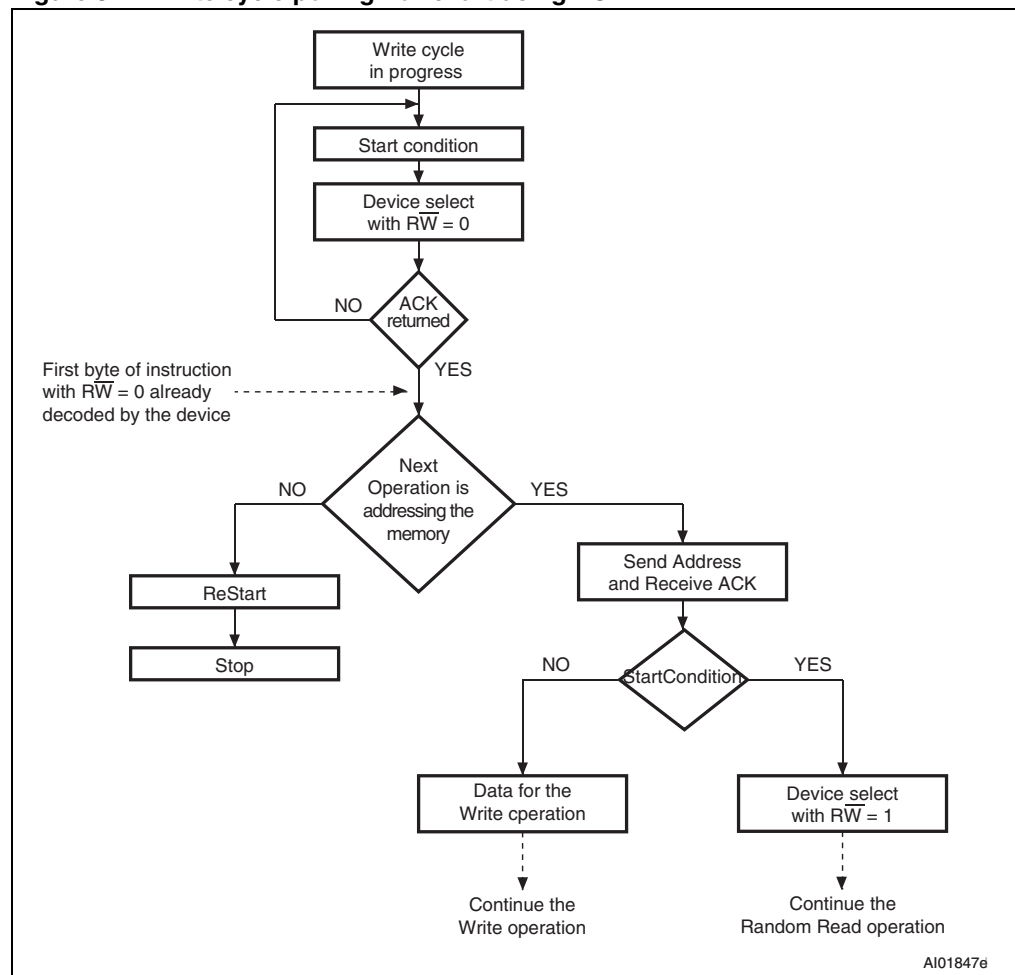 Write cycle
in progress
Start condition
Device select
with RW̅ = 0
NO
ACK
returned
YES
First byte of instruction
with RW̅ = 0 already
decoded by the device
Next
Operation is
addressing the
memory
NO
YES
Send Address
and Receive ACK
ReStart
Stop
StartCondition
NO
YES
Data for the
Write cperation
Device select
with RW̅ = 1
Continue the
Write operation
Continue the
Random Read operation
AI01847e